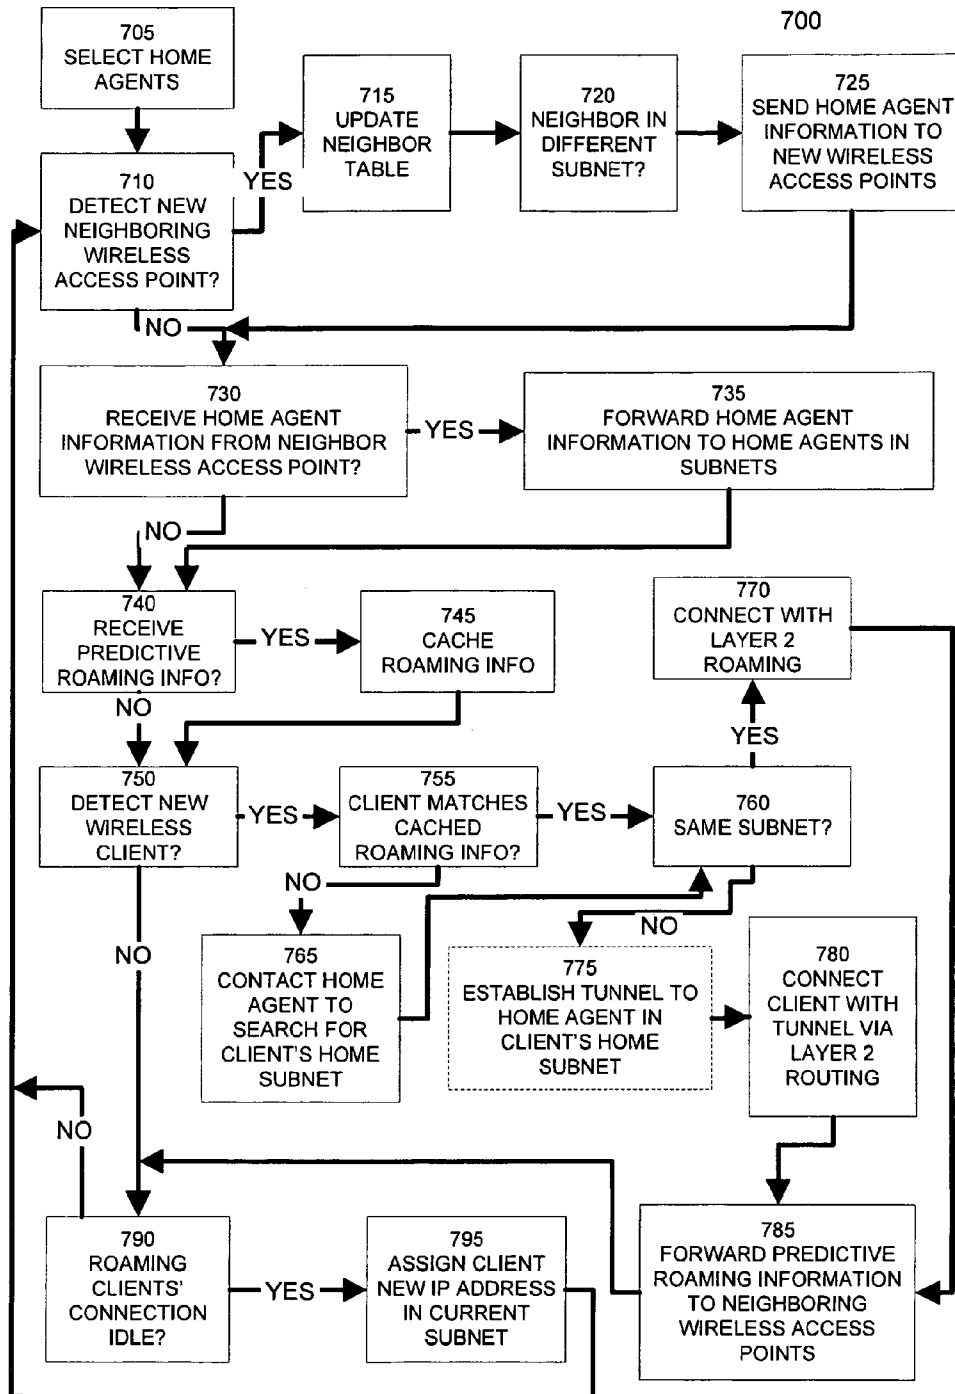 700
705
SELECT HOME
AGENTS
710
DETECT NEW
NEIGHBORING
WIRELESS
ACCESS POINT?
YES
715
UPDATE
NEIGHBOR
TABLE
720
NEIGHBOR IN
DIFFERENT
SUBNET?
725
SEND HOME AGENT
INFORMATION TO
NEW WIRELESS
ACCESS POINTS
NO
730
RECEIVE HOME AGENT
INFORMATION FROM NEIGHBOR
WIRELESS ACCESS POINT?
YES
735
FORWARD HOME AGENT
INFORMATION TO HOME AGENTS IN
SUBNETS
NO
740
RECEIVE
PREDICTIVE
ROAMING INFO?
YES
745
CACHE
ROAMING INFO
770
CONNECT WITH
LAYER 2
ROAMING
NO
YES
750
DETECT NEW
WIRELESS
CLIENT?
YES
755
CLIENT MATCHES
CACHED
ROAMING INFO?
YES
760
SAME SUBNET?
NO
NO
NO
765
CONTACT HOME
AGENT TO
SEARCH FOR
CLIENT'S HOME
SUBNET
775
ESTABLISH TUNNEL TO
HOME AGENT IN
CLIENT'S HOME
SUBNET
780
CONNECT
CLIENT WITH
TUNNEL VIA
LAYER 2
ROUTING
NO
790
ROAMING
CLIENTS'
CONNECTION
IDLE?
YES
795
ASSIGN CLIENT
NEW IP ADDRESS
IN CURRENT
SUBNET
785
FORWARD PREDICTIVE
ROAMING INFORMATION
TO NEIGHBORING
WIRELESS ACCESS
POINTS